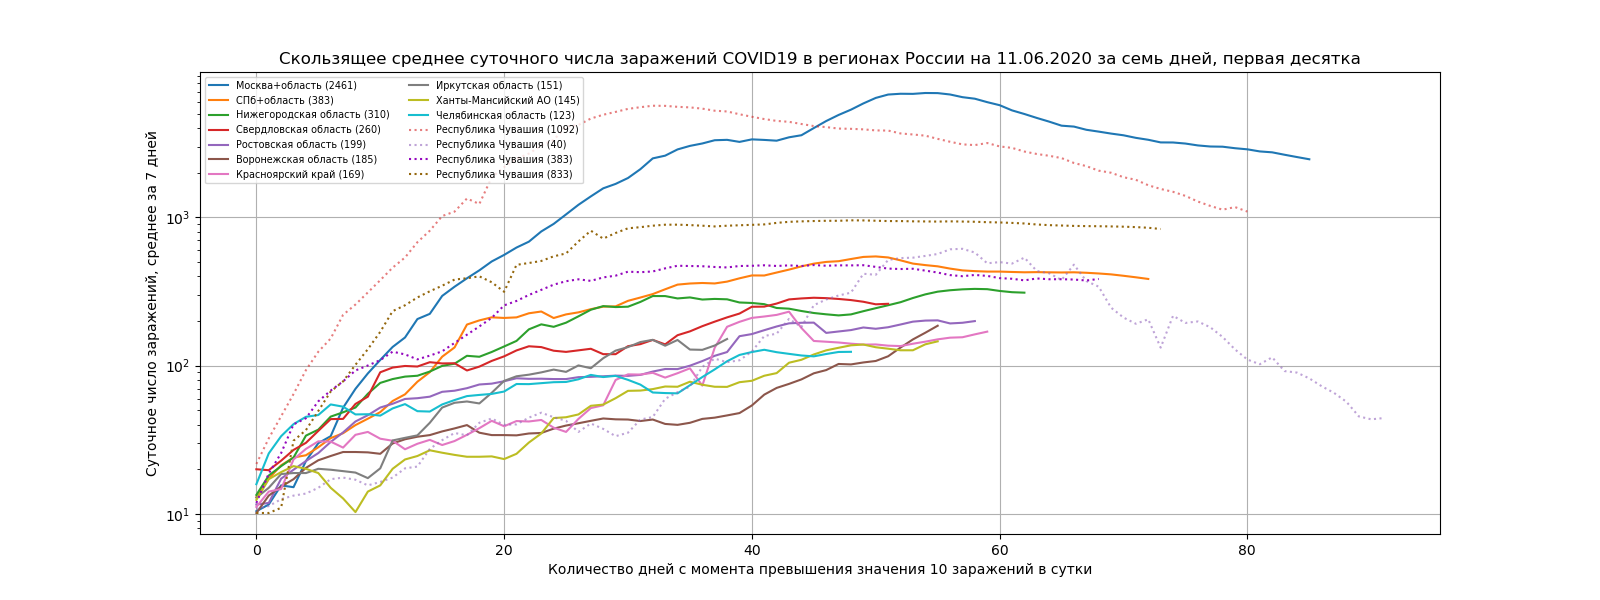 Скользящее среднее суточного числа заражений COVID19 в регионах России на 11.06.2020 за семь дней, первая десятка
Суточное число заражений, среднее за 7 дней
Москва+область (2461)
СПб+область (383)
Нижегородская область (310)
Свердловская область (260)
Ростовская область (199)
Воронежская область (185)
Красноярский край (169)
Иркутская область (151)
Ханты-Мансийский АО (145)
Челябинская область (123)
Республика Чувашия (1092)
Республика Чувашия (40)
Республика Чувашия (383)
Республика Чувашия (833)
10³
10²
10¹
0 20 40 60 80
Количество дней с момента превышения значения 10 заражений в сутки